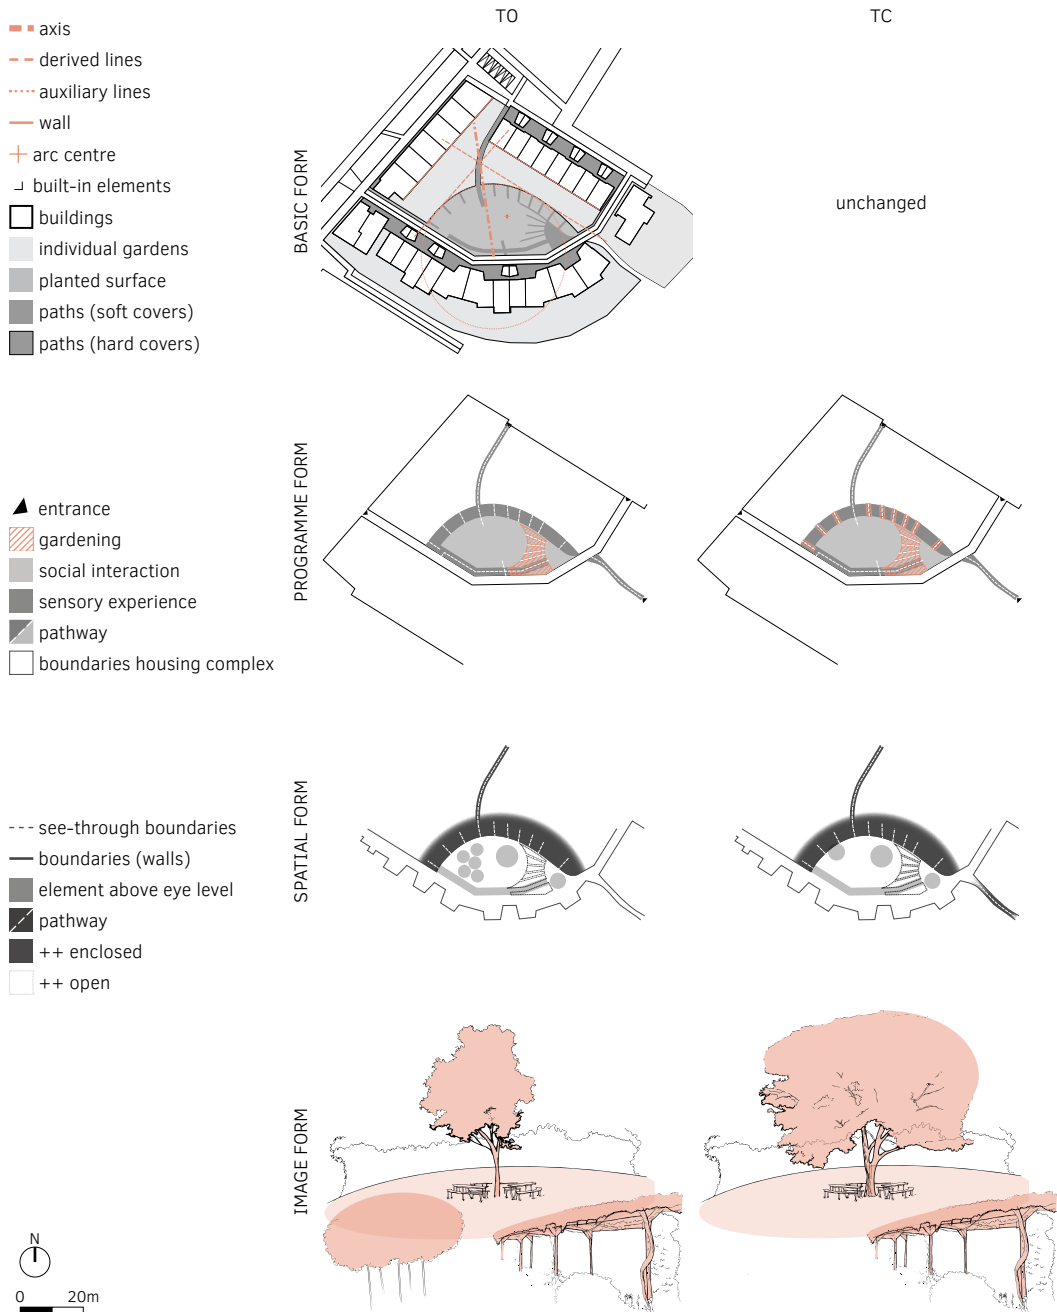 TO
TC
axis
derived lines
auxiliary lines
wall
arc centre
built-in elements
buildings
individual gardens
planted surface
paths (soft covers)
paths (hard covers)
BASIC FORM
unchanged
entrance
gardening
social interaction
sensory experience
pathway
boundaries housing complex
PROGRAMME FORM
see-through boundaries
boundaries (walls)
element above eye level
pathway
++ enclosed
++ open
SPATIAL FORM
IMAGE FORM
N
0 20m